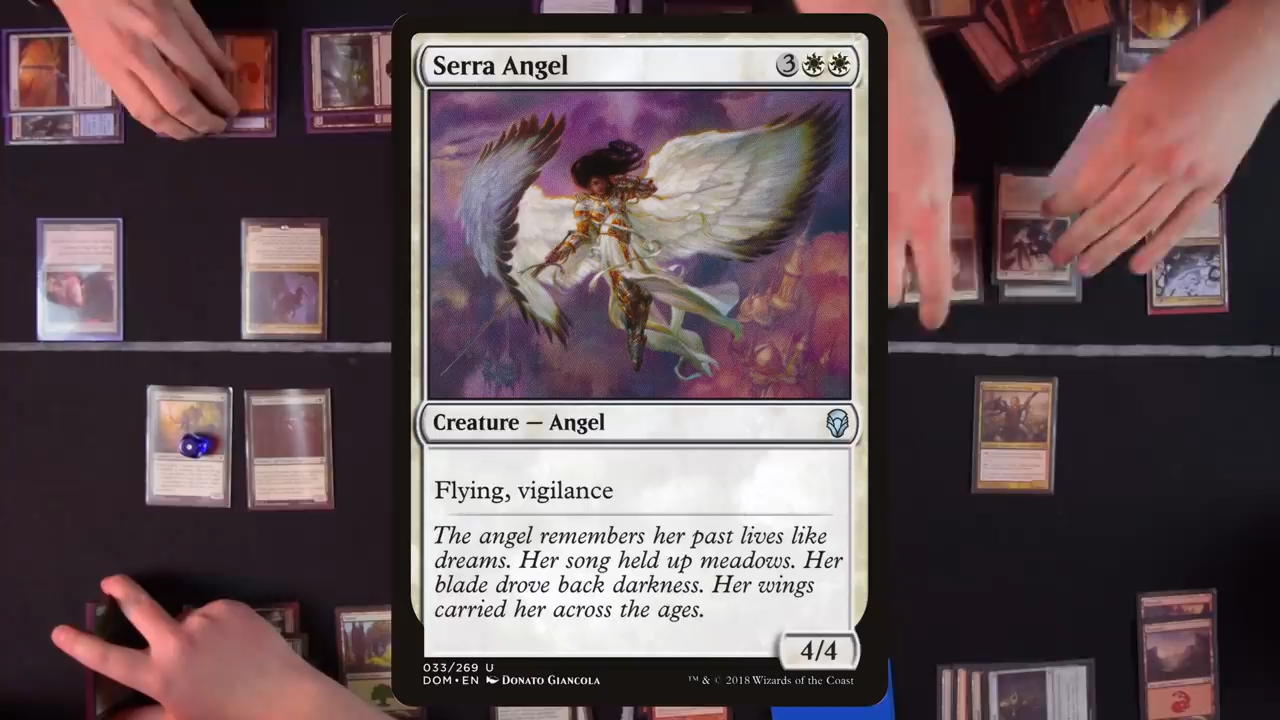 Serra Angel 3
Creature — Angel
Flying, vigilance
The angel remembers her past lives like
dreams. Her song held up meadows. Her
blade drove back darkness. Her wings
carried her across the ages.
4/4
033/269 U
DOM • EN DONATO GIANCOLA
™ & © 2018 Wizards of the Coast